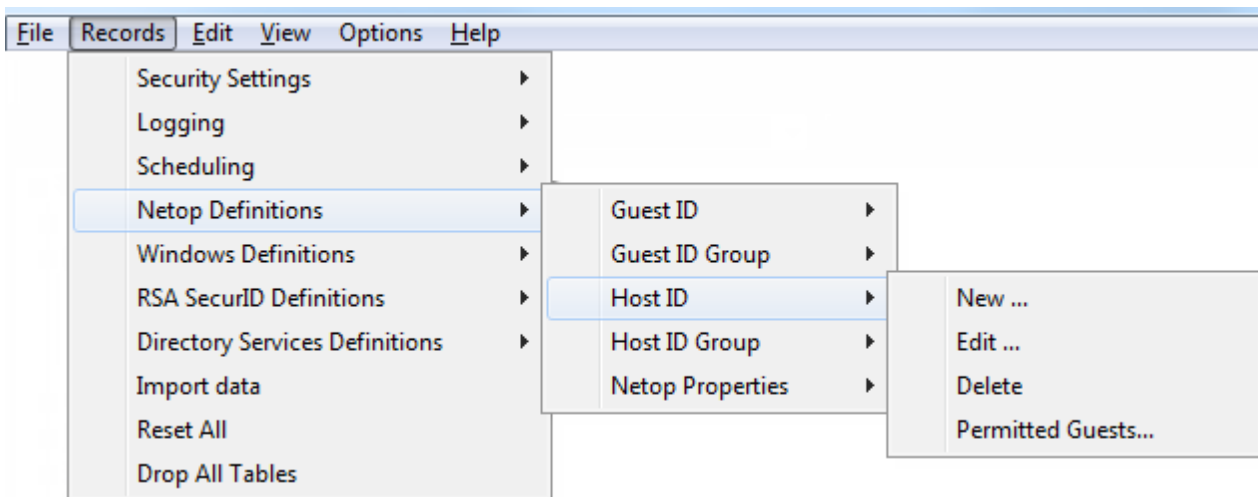 File Records Edit View Options Help
Security Settings
Logging
Scheduling
Netop Definitions
Windows Definitions
RSA SecurID Definitions
Directory Services Definitions
Import data
Reset All
Drop All Tables
Guest ID
Guest ID Group
Host ID
Host ID Group
Netop Properties
New ...
Edit ...
Delete
Permitted Guests...